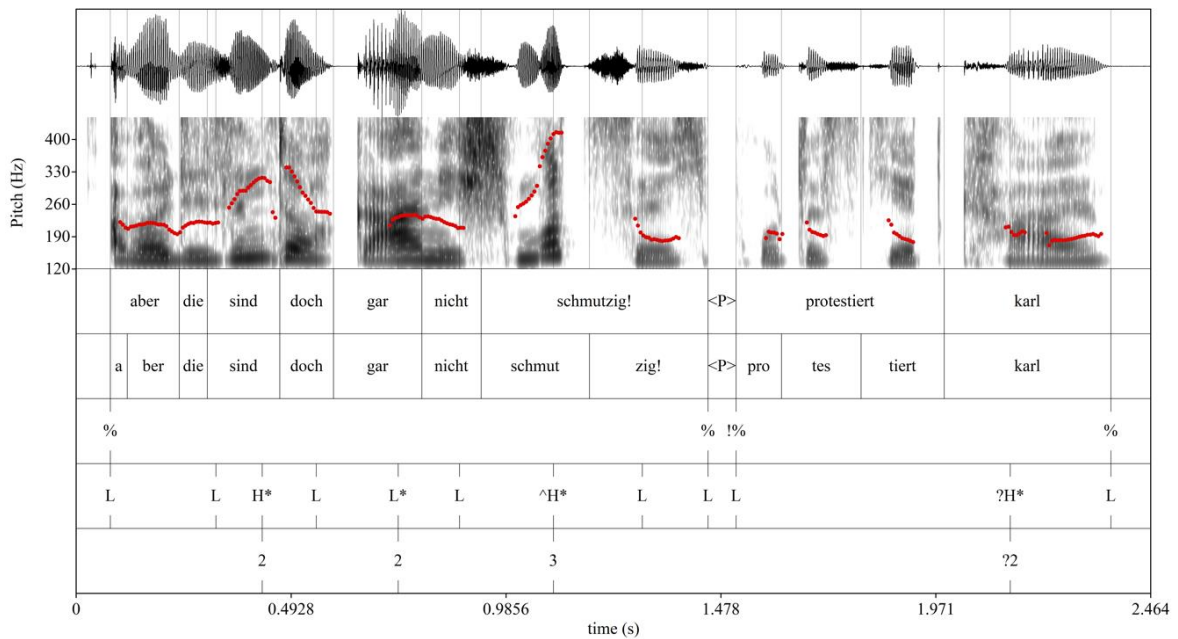 Pitch (Hz)
400
330
260
190
120
aber die sind doch gar nicht schmutzig! <P> protestiert karl
a ber die sind doch gar nicht schmut zig! <P> pro tes tiert karl
% % !% %
L L H* L L* L ^H* L L L ?H* L
2 2 3 ?2
0 0.4928 0.9856 1.478 1.971 2.464
time (s)